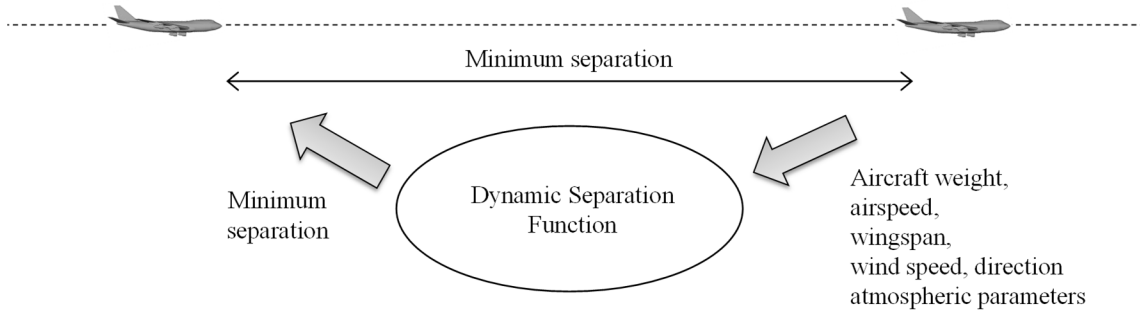 Minimum separation
Dynamic Separation
Function
Minimum
separation
Aircraft weight,
airspeed,
wingspan,
wind speed, direction
atmospheric parameters